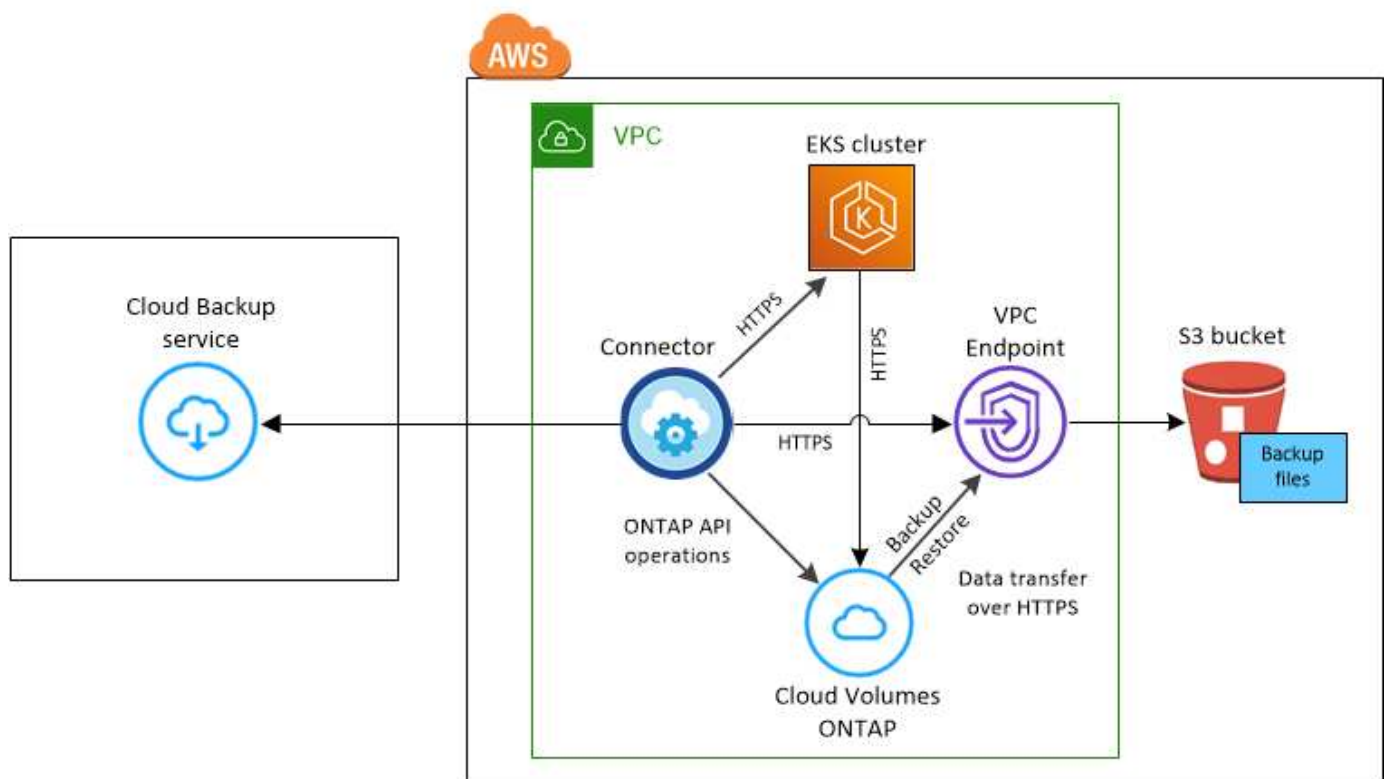 AWS
VPC
EKS cluster
Cloud Backup
service
Connector
HTTPS
HTTPS
VPC
Endpoint
S3 bucket
HTTPS
Backup
files
ONTAP API
operations
Backup
Restore
Data transfer
over HTTPS
Cloud Volumes
ONTAP
K